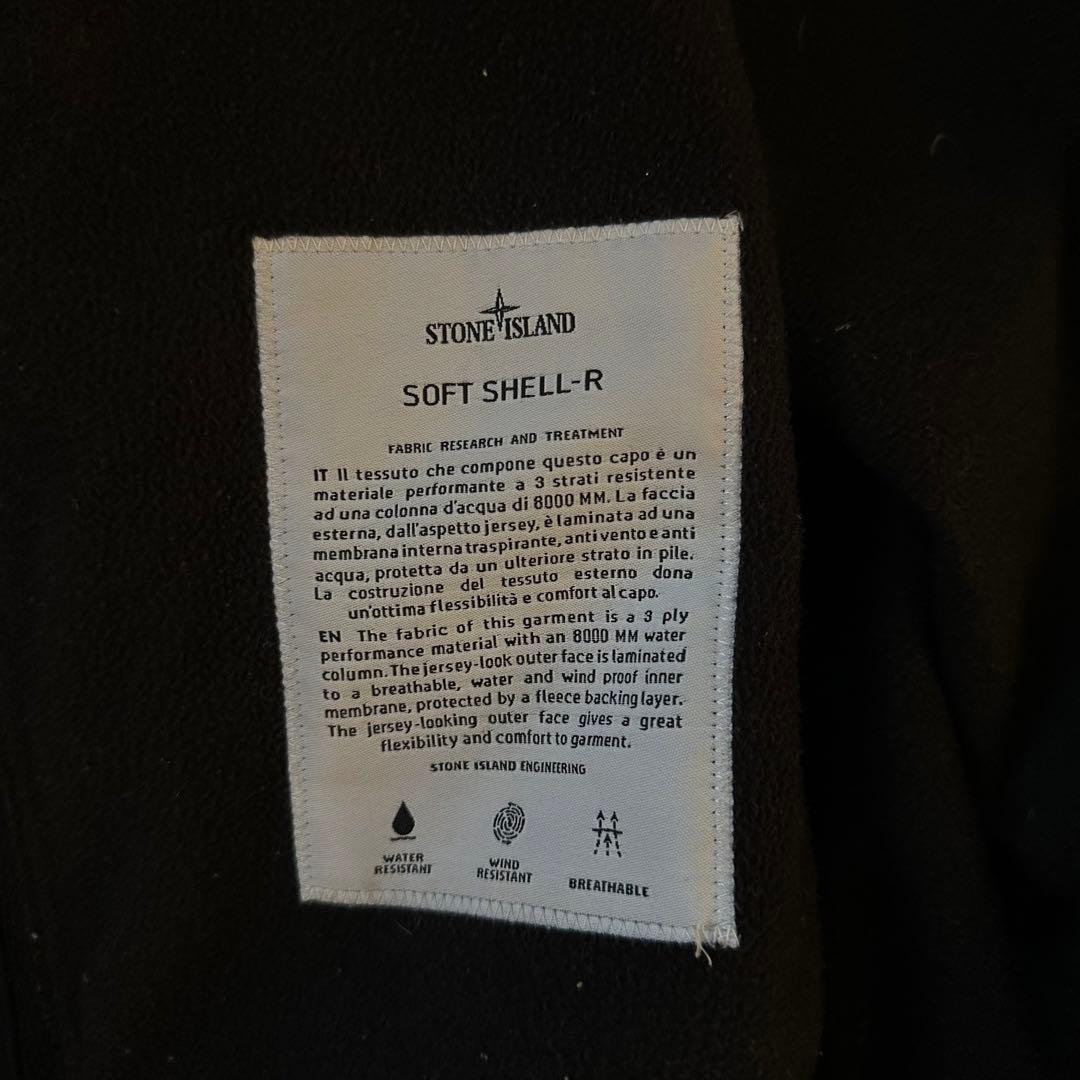 STONE ISLAND
SOFT SHELL-R
FABRIC RESEARCH AND TREATMENT
IT Il tessuto che compone questo capo è un
materiale performante a 3 strati resistente
ad una colonna d'acqua di 8000 MM. La faccia
esterna, dall'aspetto jersey, è laminata ad una
membrana interna traspirante, anti vento e anti
acqua, protetta da un ulteriore strato in pile.
La costruzione del tessuto esterno dona
un'ottima flessibilità e comfort al capo.
EN The fabric of this garment is a 3 ply
performance material with an 8000 MM water
column. The jersey-look outer face is laminated
to a breathable, water and wind proof inner
membrane, protected by a fleece backing layer.
The jersey-looking outer face gives a great
flexibility and comfort to garment.
STONE ISLAND ENGINEERING
WATER
RESISTANT
WIND
RESISTANT
BREATHABLE